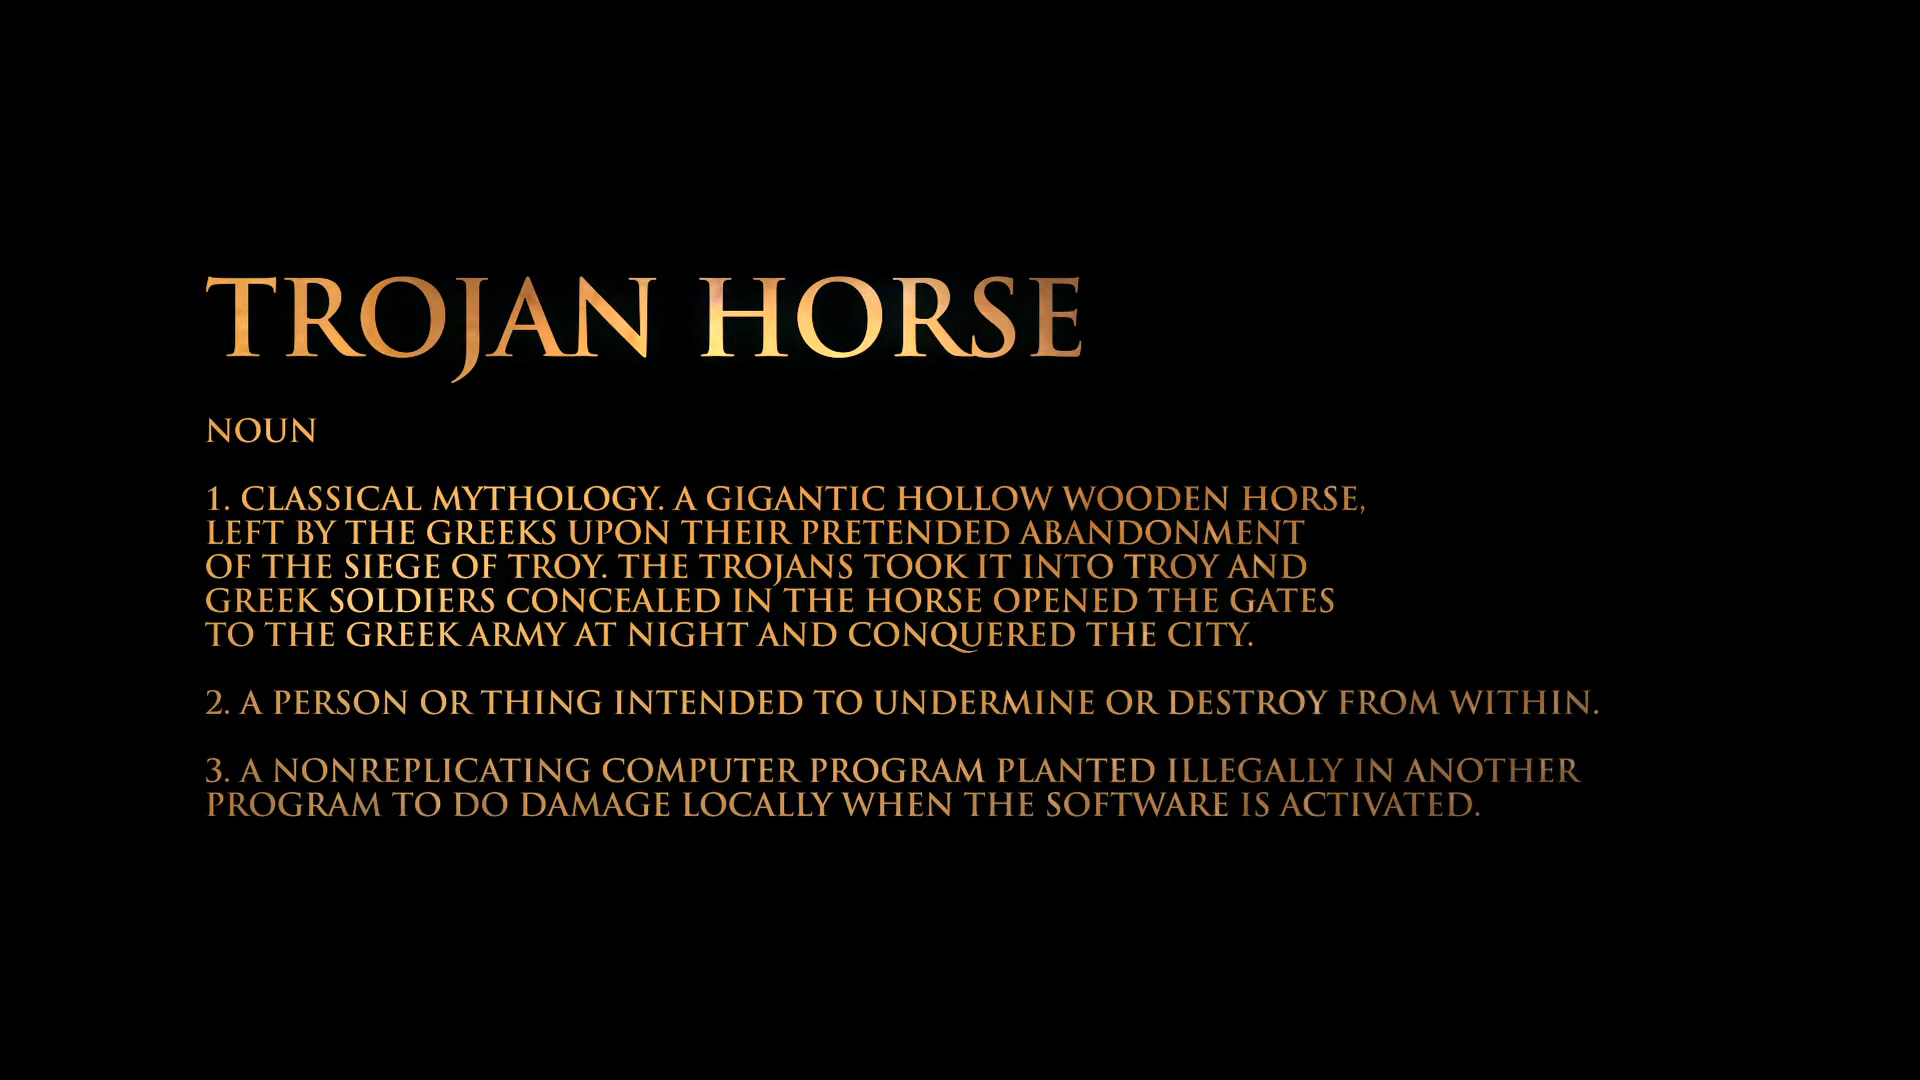 TROJAN HORSE
NOUN
1. CLASSICAL MYTHOLOGY. A GIGANTIC HOLLOW WOODEN HORSE,
LEFT BY THE GREEKS UPON THEIR PRETENDED ABANDONMENT
OF THE SIEGE OF TROY. THE TROJANS TOOK IT INTO TROY AND
GREEK SOLDIERS CONCEALED IN THE HORSE OPENED THE GATES
TO THE GREEK ARMY AT NIGHT AND CONQUERED THE CITY.
2. A PERSON OR THING INTENDED TO UNDERMINE OR DESTROY FROM WITHIN.
3. A NONREPLICATING COMPUTER PROGRAM PLANTED ILLEGALLY IN ANOTHER
PROGRAM TO DO DAMAGE LOCALLY WHEN THE SOFTWARE IS ACTIVATED.